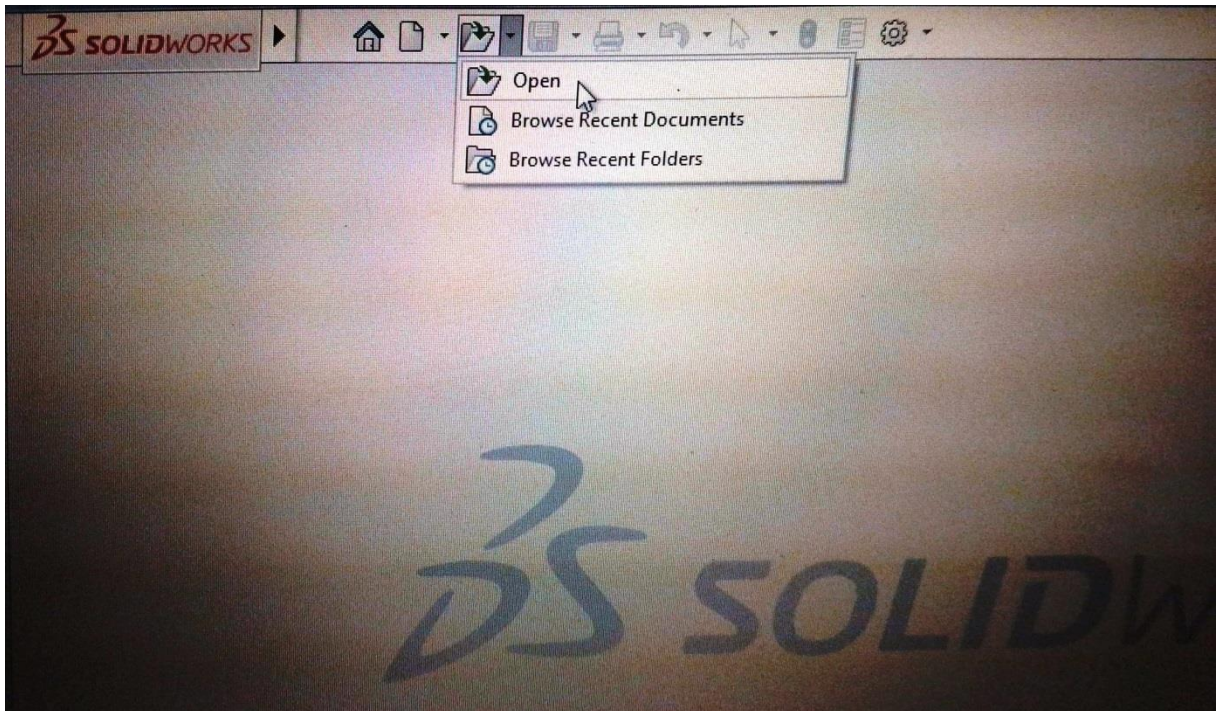 SOLIDWORKS
Open
Browse Recent Documents
Browse Recent Folders
SOLIDW